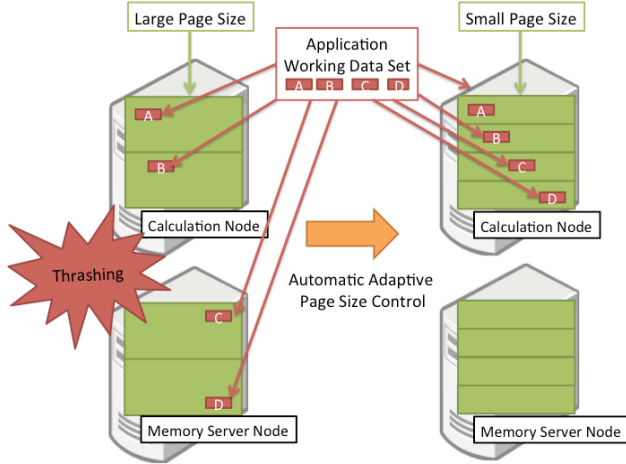 Large Page Size
Application
Working Data Set
A B C D
Small Page Size
A
B
Calculation Node
A
B
C
D
Calculation Node
Thrashing
Automatic Adaptive
Page Size Control
C
D
Memory Server Node
Memory Server Node